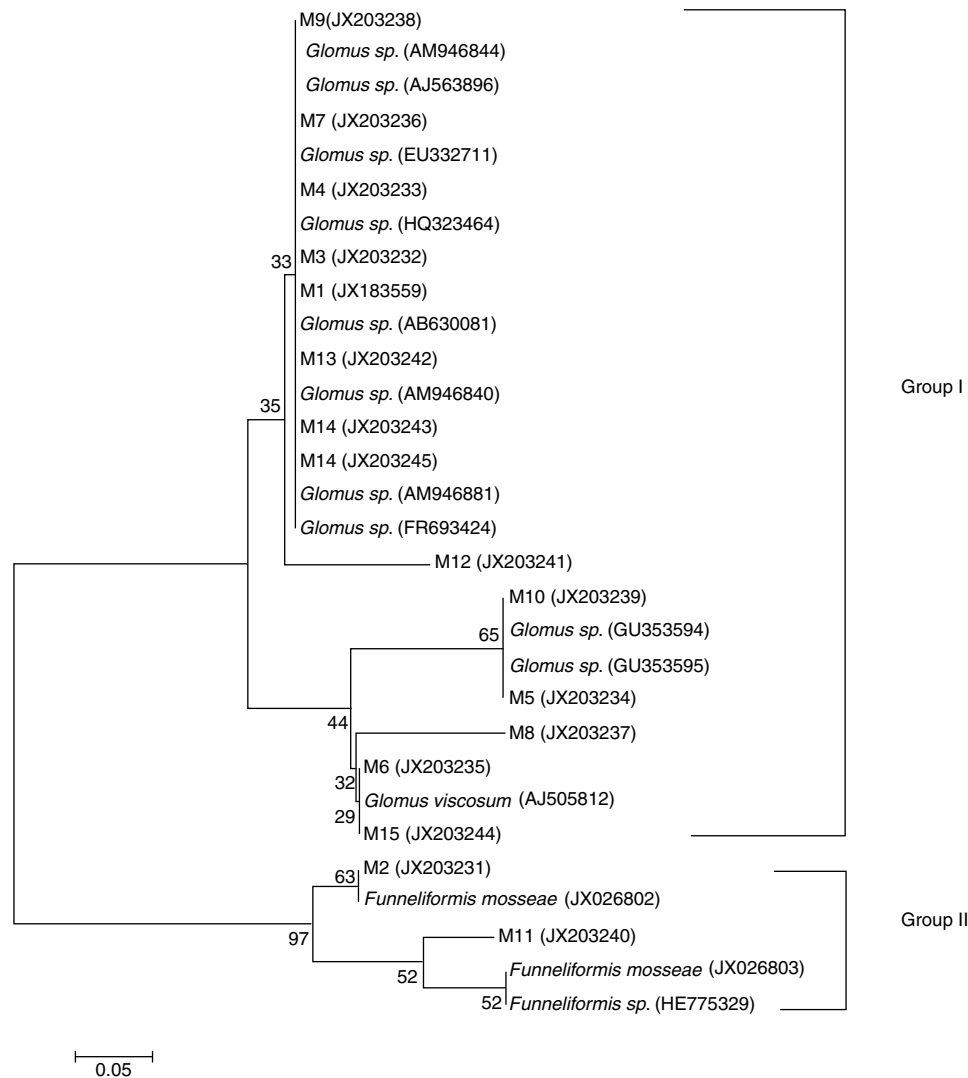 M9(JX203238)
Glomus sp. (AM946844)
Glomus sp. (AJ563896)
M7 (JX203236)
Glomus sp. (EU332711)
M4 (JX203233)
Glomus sp. (HQ323464)
33
M3 (JX203232)
M1 (JX183559)
Glomus sp. (AB630081)
M13 (JX203242)
Group I
Glomus sp. (AM946840)
35
M14 (JX203243)
M14 (JX203245)
Glomus sp. (AM946881)
Glomus sp. (FR693424)
M12 (JX203241)
M10 (JX203239)
65
Glomus sp. (GU353594)
Glomus sp. (GU353595)
M5 (JX203234)
44
M8 (JX203237)
M6 (JX203235)
32
Glomus viscosum (AJ505812)
29
M15 (JX203244)
M2 (JX203231)
63
Funneliformis mosseae (JX026802)
Group II
97
M11 (JX203240)
52
Funneliformis mosseae (JX026803)
52
Funneliformis sp. (HE775329)
0.05